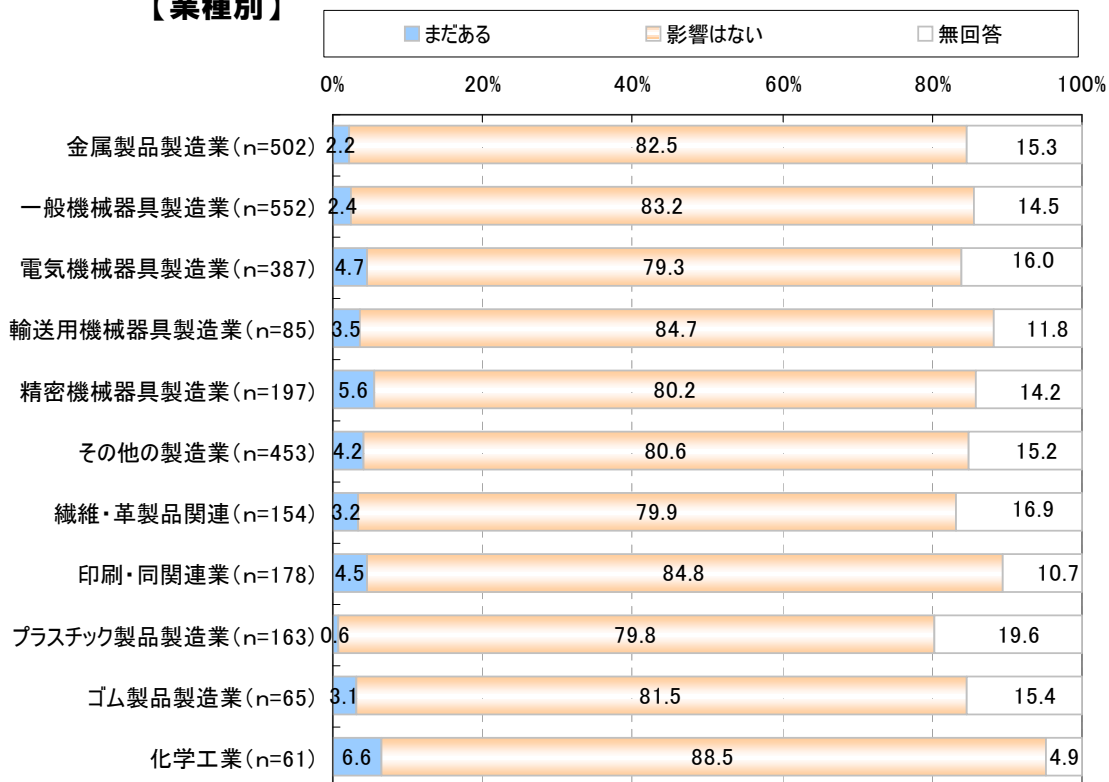 【業種別】
まだある 影響はない 無回答
0% 20% 40% 60% 80% 100%
金属製品製造業(n=502) 2.2 82.5 15.3
一般機械器具製造業(n=552) 2.4 83.2 14.5
電気機械器具製造業(n=387) 4.7 79.3 16.0
輸送用機械器具製造業(n=85) 3.5 84.7 11.8
精密機械器具製造業(n=197) 5.6 80.2 14.2
その他の製造業(n=453) 4.2 80.6 15.2
繊維・革製品関連(n=154) 3.2 79.9 16.9
印刷・同関連業(n=178) 4.5 84.8 10.7
プラスチック製品製造業(n=163) 0.6 79.8 19.6
ゴム製品製造業(n=65) 3.1 81.5 15.4
化学工業(n=61) 6.6 88.5 4.9